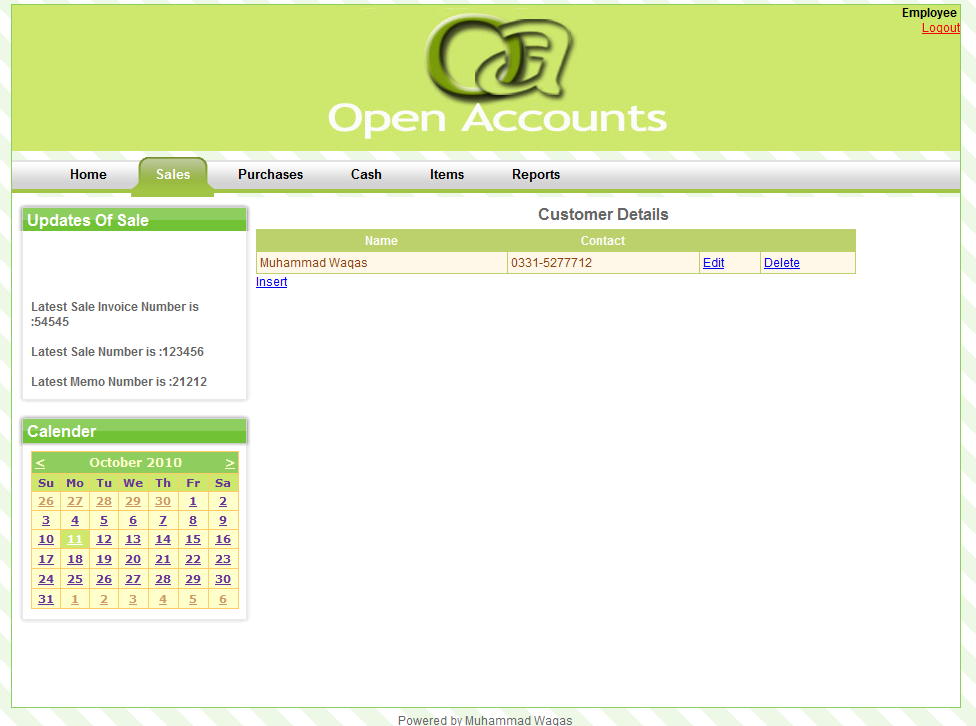 Employee
Logout
Oa
Open Accounts
Home Sales Purchases Cash Items Reports
Updates Of Sale
Latest Sale Invoice Number is
:54545
Latest Sale Number is :123456
Latest Memo Number is :21212
Calender
< October 2010 >
Su Mo Tu We Th Fr Sa
26 27 28 29 30 1 2
3 4 5 6 7 8 9
10 11 12 13 14 15 16
17 18 19 20 21 22 23
24 25 26 27 28 29 30
31 1 2 3 4 5 6
Customer Details
Name Contact
Muhammad Waqas 0331-5277712 Edit Delete
Insert
Powered by Muhammad Waqas